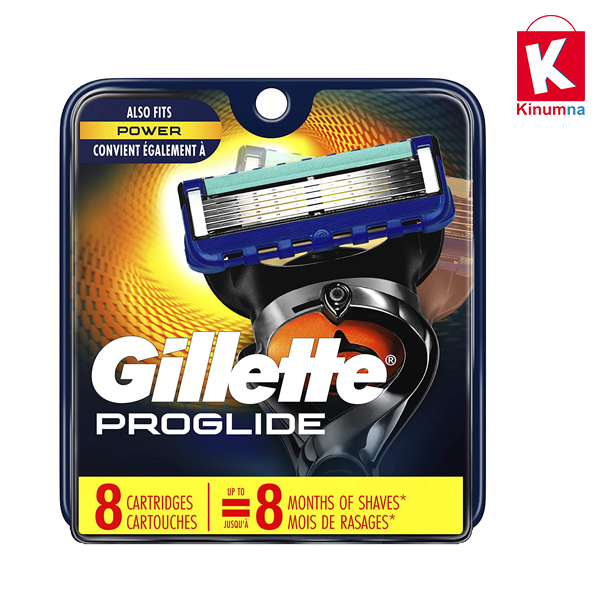 K
Kinumna
ALSO FITS
POWER
CONVIENT ÉGALEMENT À
Gillette®
PROGLIDE
8 CARTRIDGES
CARTOUCHES
UP TO
=
JUSQU'À
8 MONTHS OF SHAVES*
MOIS DE RASAGES*